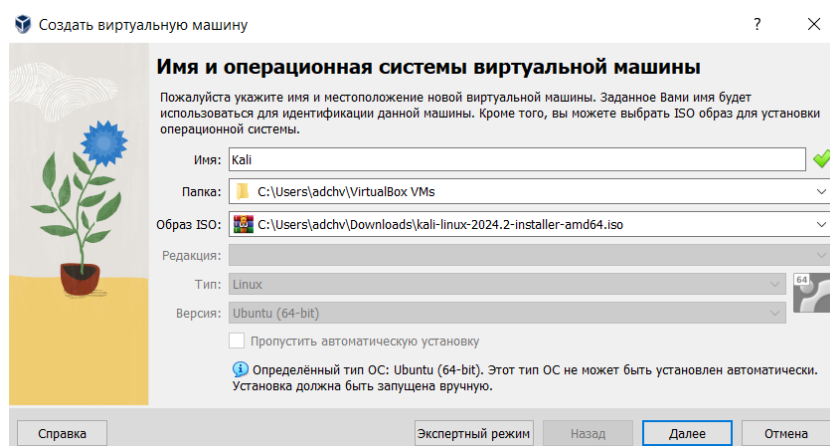 Создать виртуальную машину
?
Имя и операционная системы виртуальной машины
Пожалуйста укажите имя и местоположение новой виртуальной машины. Заданное Вами имя будет
использоваться для идентификации данной машины. Кроме того, вы можете выбрать ISO образ для установки
операционной системы.
Имя: Kali
Папка: C:\Users\adchv\VirtualBox VMs
Образ ISO: C:\Users\adchv\Downloads\kali-linux-2024.2-installer-amd64.iso
Редакция:
Тип: Linux
64
Версия: Ubuntu (64-bit)
Пропустить автоматическую установку
Определённый тип ОС: Ubuntu (64-bit). Этот тип ОС не может быть установлен автоматически.
Установка должна быть запущена вручную.
Справка Экспертный режим Назад Далее Отмена